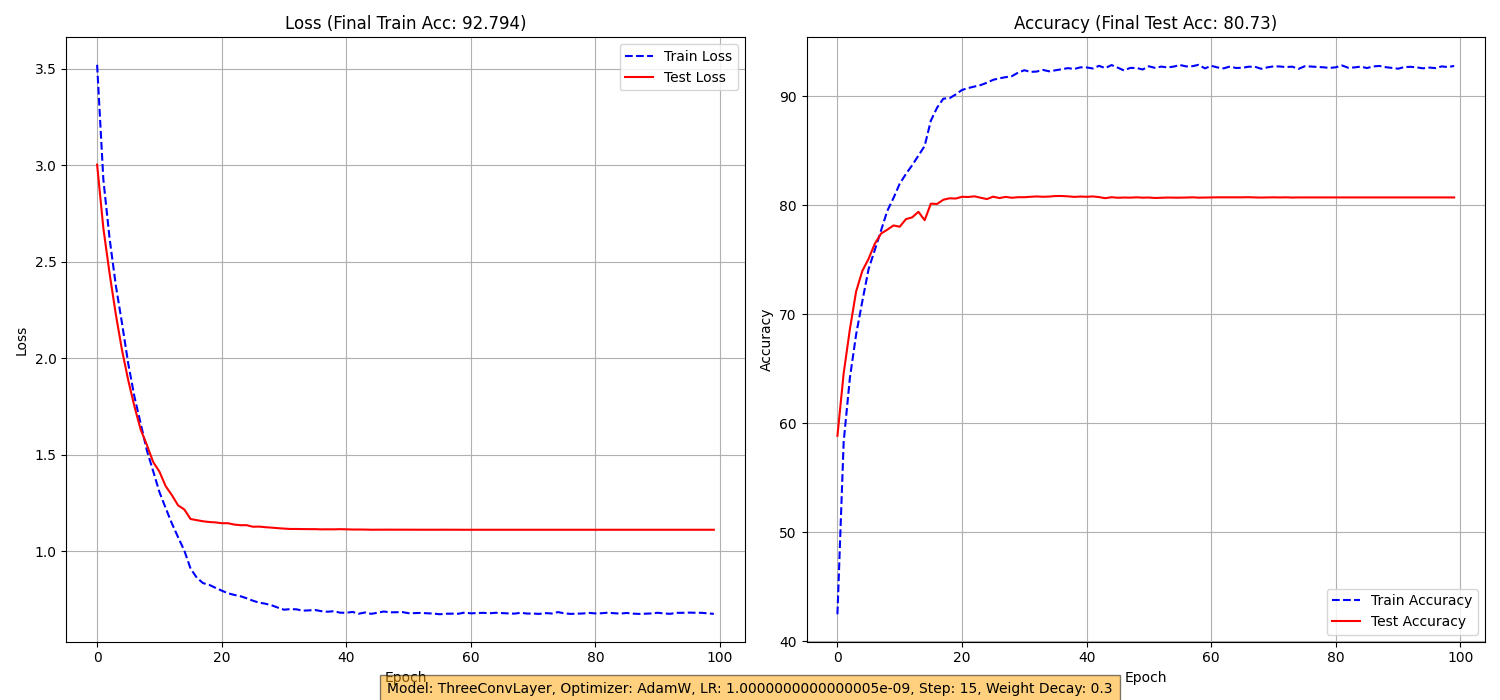 Loss (Final Train Acc: 92.794)
Train Loss
Test Loss
3.5
3.0
2.5
2.0
1.5
1.0
Loss
0 20 40 60 80 100
Epoch
Accuracy (Final Test Acc: 80.73)
90
80
70
60
50
40
Accuracy
Train Accuracy
Test Accuracy
0 20 40 60 80 100
Epoch
Model: ThreeConvLayer, Optimizer: AdamW, LR: 1.0000000000000005e-09, Step: 15, Weight Decay: 0.3